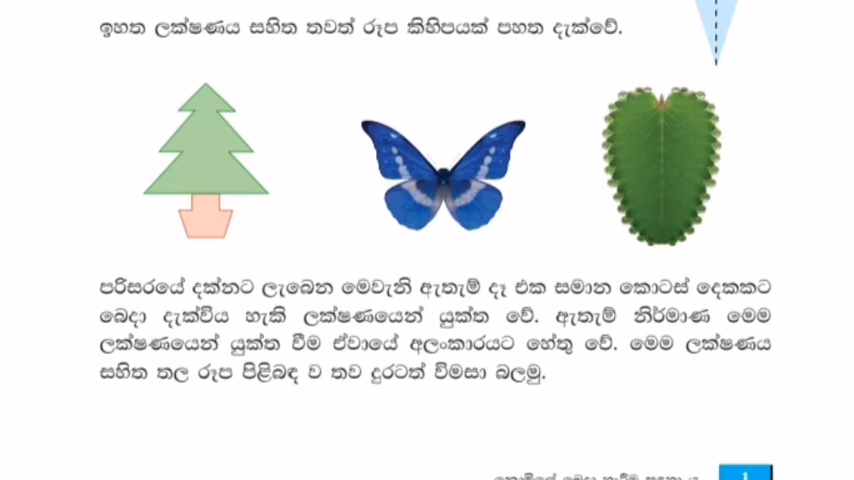 ඉහත ලක්ෂණය සහිත තවත් රූප කිහිපයක් පහත දැක්වේ.
පරිසරයේ දක්නට ලැබෙන මෙවැනි ඇතැම් දෑ එක සමාන කොටස් දෙකකට
බෙදා දැක්විය හැකි ලක්ෂණයෙන් යුක්ත වේ. ඇතැම් නිර්මාණ මෙම
ලක්ෂණයෙන් යුක්ත වීම ඒවායේ අලංකාරයට හේතු වේ. මෙම ලක්ෂණය
සහිත තල රූප පිළිබඳ ව තව දුරටත් විමසා බලමු.
1